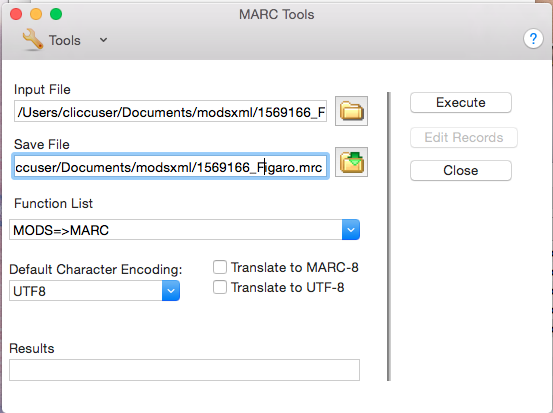 MARC Tools
Tools
?
Input File
/Users/cliccuser/Documents/modsxml/1569166_F
Execute
Edit Records
Save File
ccuser/Documents/modsxml/1569166_Figaro.mrc
Close
Function List
MODS=>MARC
Default Character Encoding:
Translate to MARC-8
UTF8
Translate to UTF-8
Results